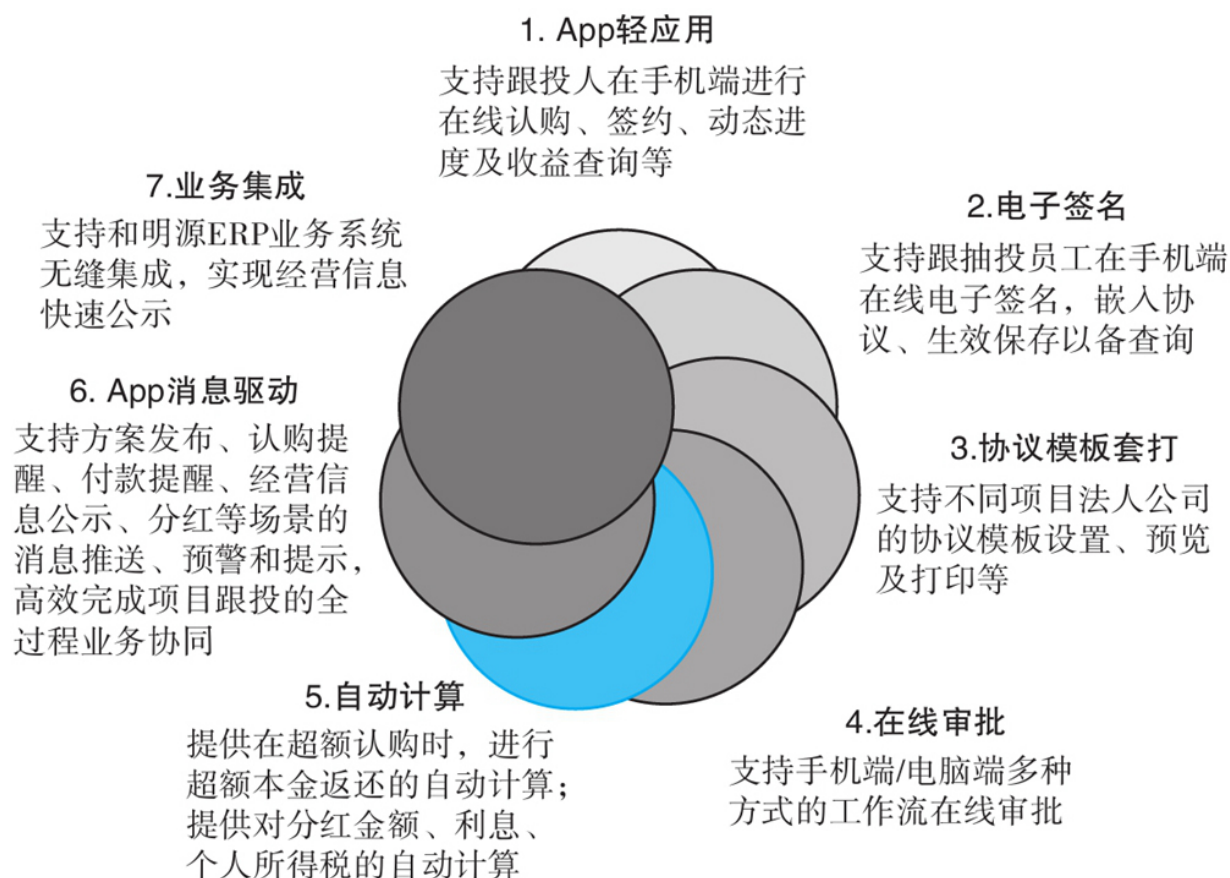 1. App轻应用
支持跟投人在手机端进行
在线认购、签约、动态进
度及收益查询等
2.电子签名
支持跟抽投员工在手机端
在线电子签名，嵌入协
议、生效保存以备查询
3.协议模板套打
支持不同项目法人公司
的协议模板设置、预览
及打印等
4.在线审批
支持手机端/电脑端多种
方式的工作流在线审批
5.自动计算
提供在超额认购时，进行
超额本金返还的自动计算；
提供对分红金额、利息、
个人所得税的自动计算
6. App消息驱动
支持方案发布、认购提
醒、付款提醒、经营信
息公示、分红等场景的
消息推送、预警和提示，
高效完成项目跟投的全
过程业务协同
7.业务集成
支持和明源ERP业务系统
无缝集成，实现经营信息
快速公示